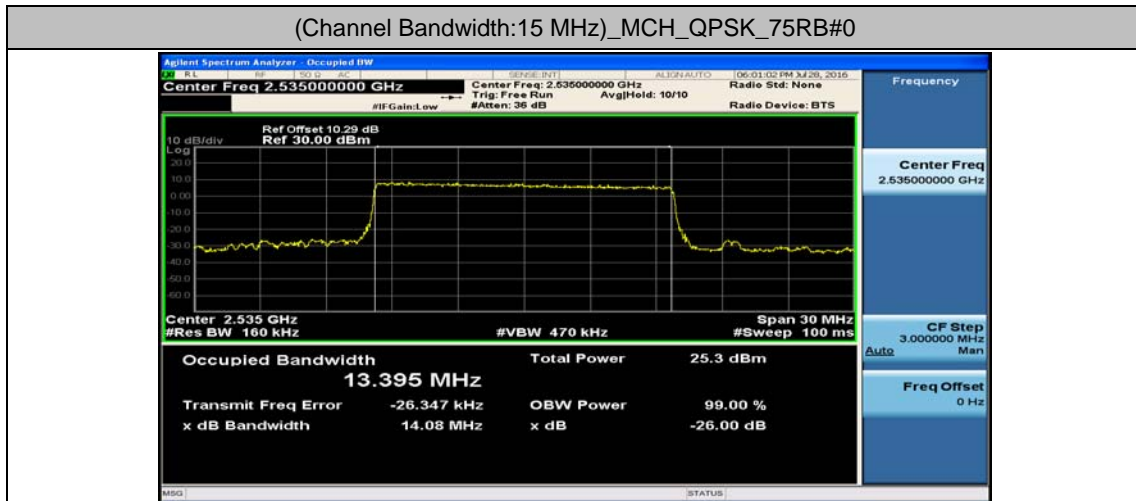 (Channel Bandwidth:15 MHz)_MCH_QPSK_75RB#0
Agilent Spectrum Analyzer - Occupied BW
RL RF 50 Ω AC SENSE:INT ALIGN AUTO 06:01:02 PM Jul 28, 2016
Center Freq 2.535000000 GHz
Center Freq: 2.535000000 GHz
Radio Std: None
Trig: Free Run Avg|Hold: 10/10
#IFGain:Low
#Atten: 36 dB
Radio Device: BTS
Ref Offset 10.29 dB
10 dB/div Ref 30.00 dBm
Log
20.0
10.0
0.00
-10.0
-20.0
-30.0
-40.0
-50.0
-60.0
Center 2.535 GHz Span 30 MHz
#Res BW 160 kHz #VBW 470 kHz #Sweep 100 ms
Occupied Bandwidth Total Power 25.3 dBm
13.395 MHz
Transmit Freq Error -26.347 kHz OBW Power 99.00 %
x dB Bandwidth 14.08 MHz x dB -26.00 dB
MSG STATUS
Frequency
Center Freq
2.535000000 GHz
CF Step
3.000000 MHz
Auto Man
Freq Offset
0 Hz